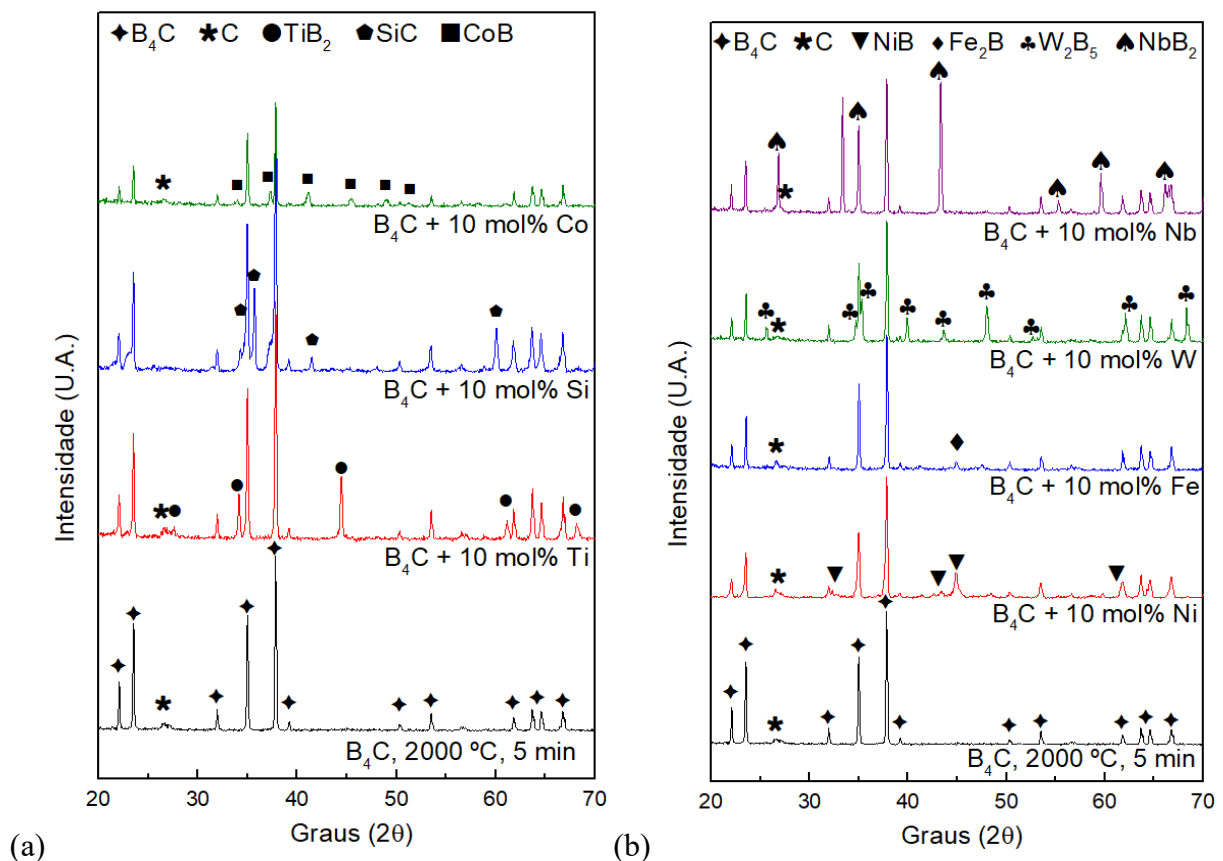 B₄C C TiB₂ SiC CoB
B₄C + 10 mol% Co
B₄C + 10 mol% Si
B₄C + 10 mol% Ti
B₄C, 2000 ºC, 5 min
Intensidade (U.A.)
20 30 40 50 60 70
Graus (2θ)
(a)
B₄C C NiB Fe₂B W₂B₅ NbB₂
B₄C + 10 mol% Nb
B₄C + 10 mol% W
B₄C + 10 mol% Fe
B₄C + 10 mol% Ni
B₄C, 2000 ºC, 5 min
Intensidade (U.A.)
20 30 40 50 60 70
Graus (2θ)
(b)